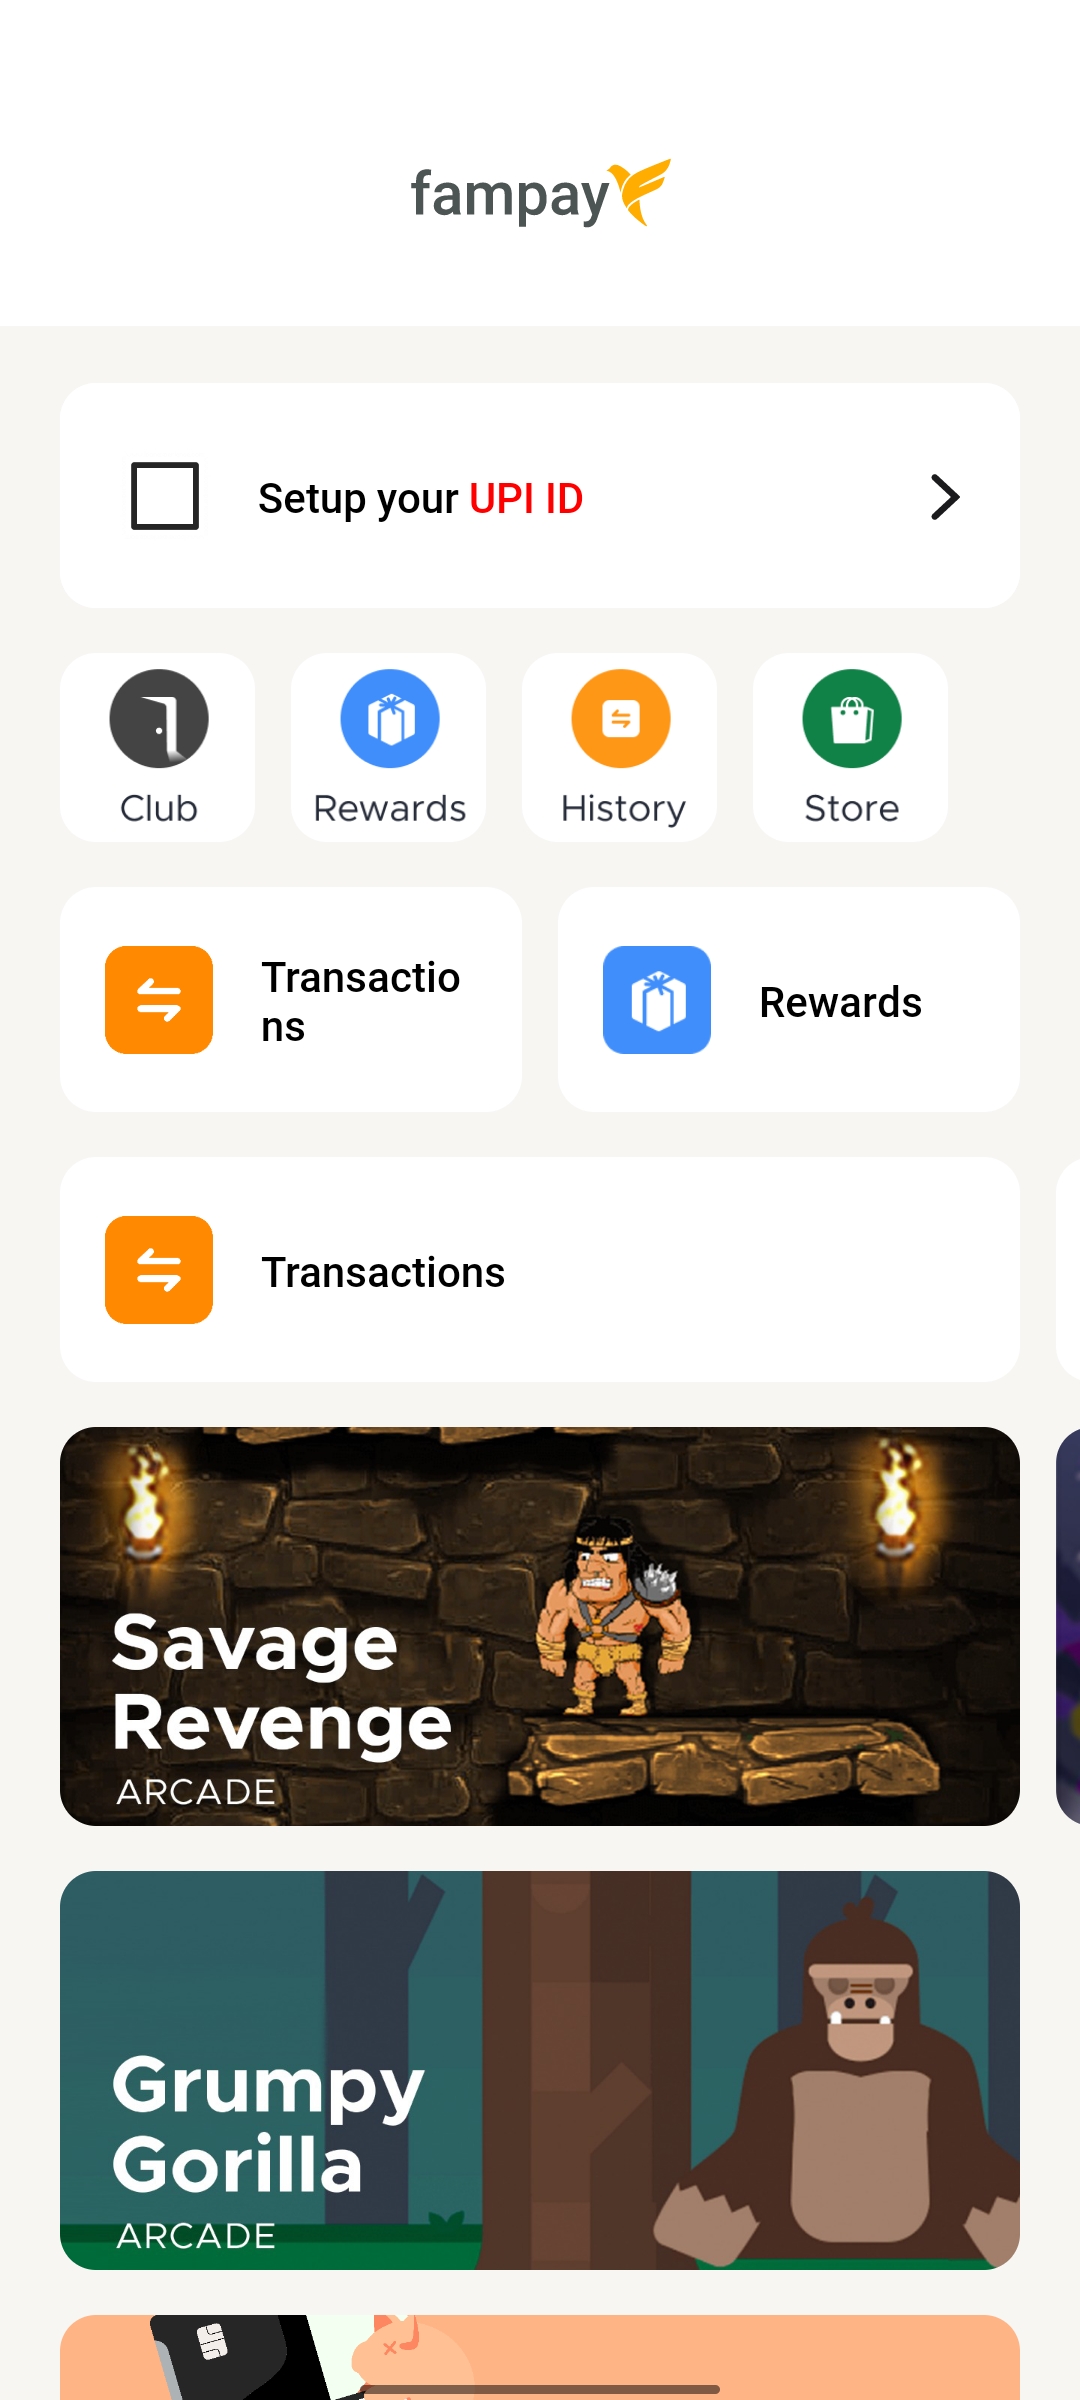 fampay
Setup your UPI ID
Club
Rewards
History
Store
Transactio
ns
Rewards
Transactions
Savage
Revenge
ARCADE
Grumpy
Gorilla
ARCADE